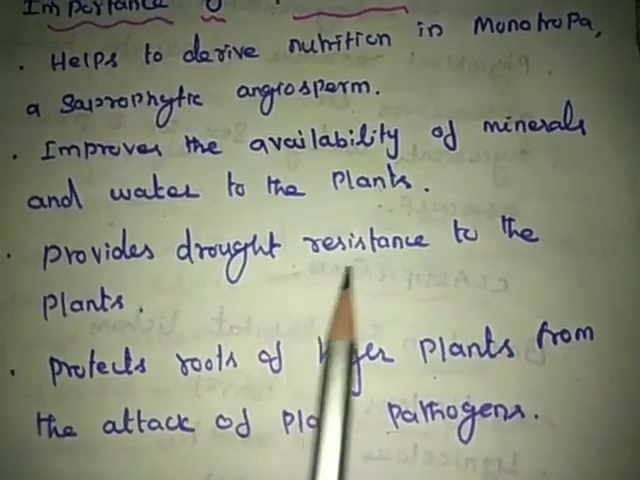 Importance of
• Helps to derive nutrition in Monotropa,
a saprophytic angiosperm.
• Improves the availability of minerals
and water to the plants.
• provides drought resistance to the
plants.
• protects roots of plants from
the attack of pathogens.